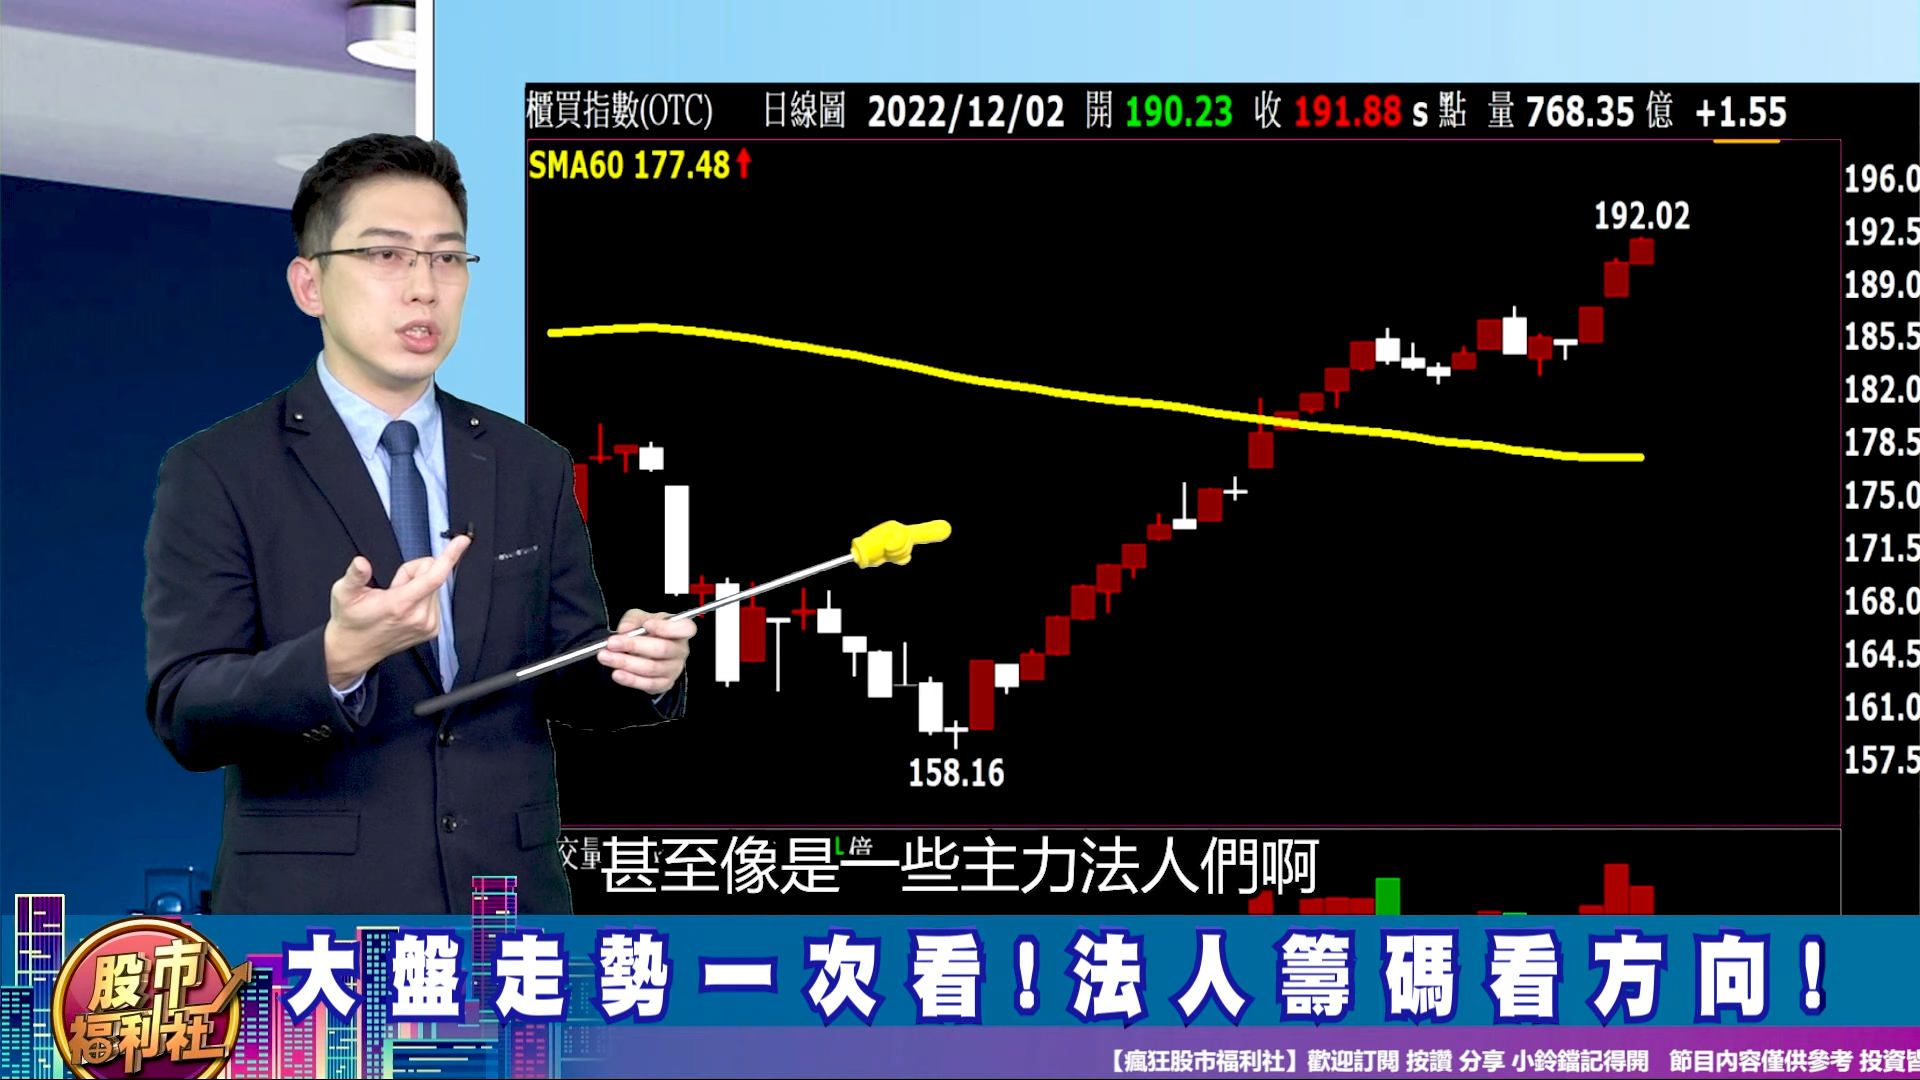 櫃買指數(OTC) 日線圖 2022/12/02 開 190.23 收 191.88 s 點 量 768.35 億 +1.55
SMA60 177.48↑
196.0
192.5
189.0
185.5
182.0
178.5
175.0
171.5
168.0
164.5
161.0
157.5
192.02
158.16
甚至像是一些主力法人們啊
大盤走勢一次看!法人籌碼看方向!
股市
福利社
【瘋狂股市福利社】歡迎訂閱 按讚 分享 小鈴鐺記得開 節目內容僅供參考 投資皆